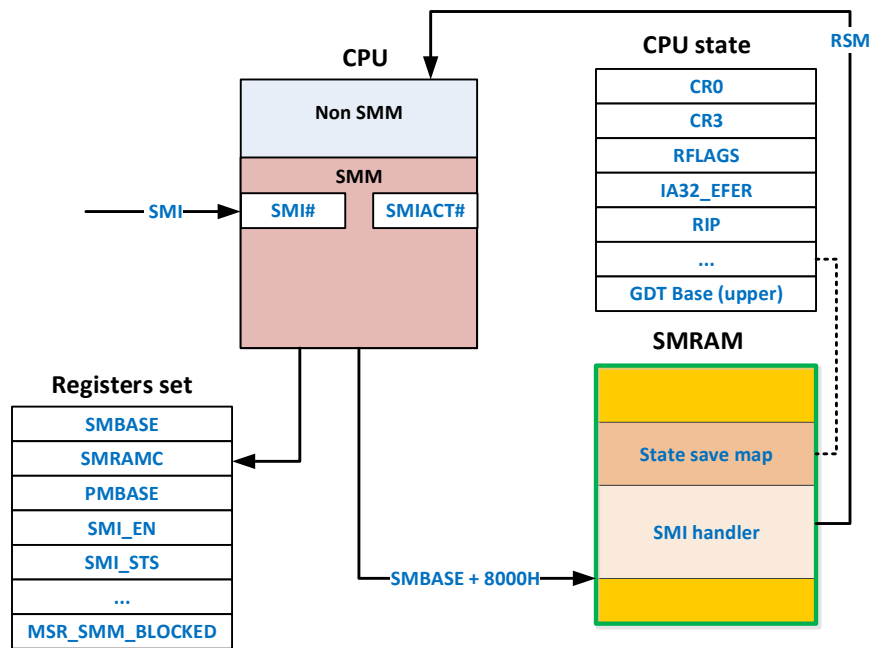 RSM
CPU
CPU state
Non SMM
SMM
SMI
SMI#
SMIACT#
CR0
CR3
RFLAGS
IA32_EFER
RIP
...
GDT Base (upper)
SMRAM
State save map
SMI handler
Registers set
SMBASE
SMRAMC
PMBASE
SMI_EN
SMI_STS
...
MSR_SMM_BLOCKED
SMBASE + 8000H